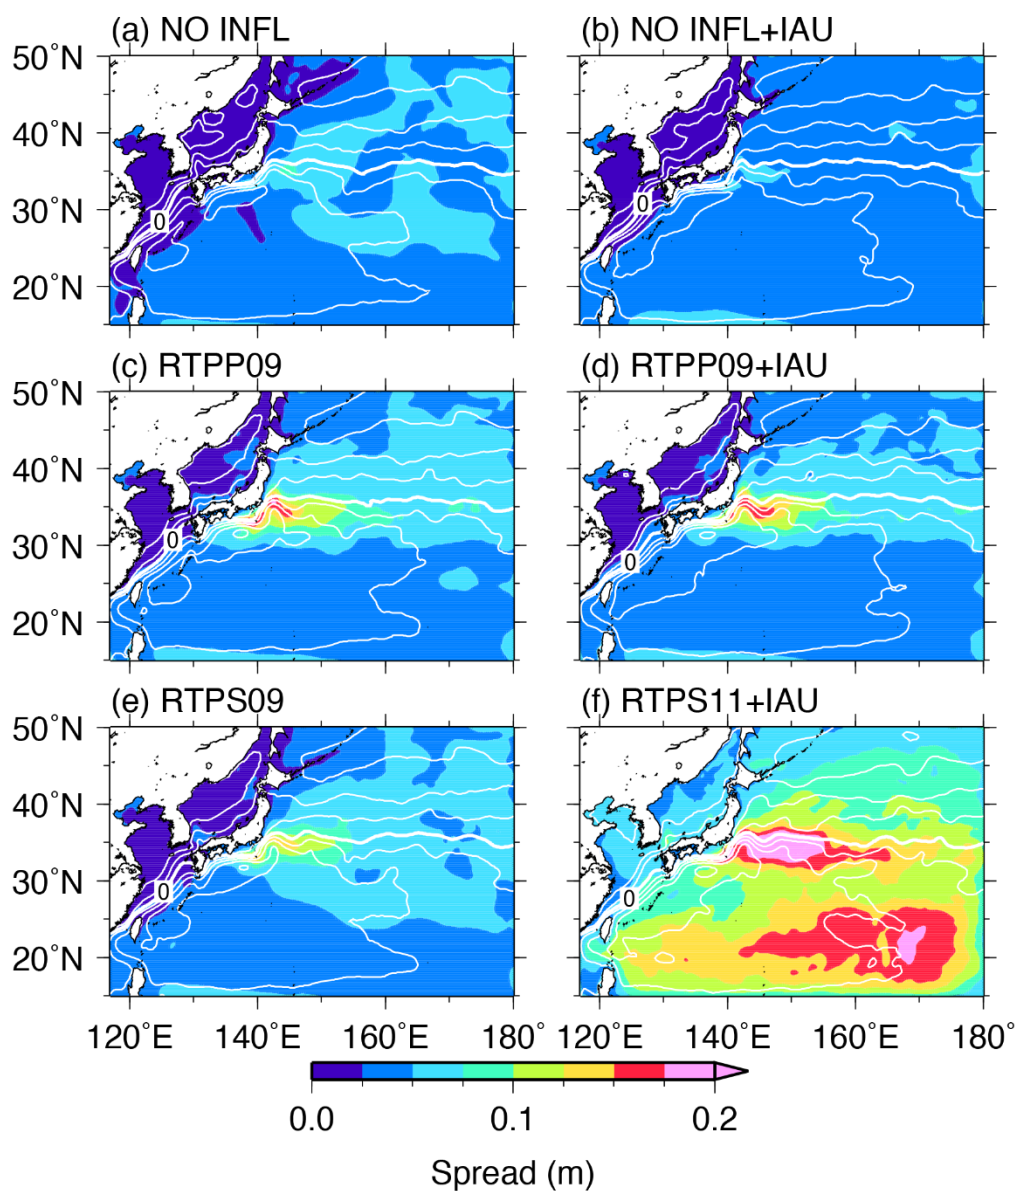 (a) NO INFL
(b) NO INFL+IAU
50°N
40°N
30°N
20°N
0
0
(c) RTPP09
(d) RTPP09+IAU
50°N
40°N
30°N
20°N
0
0
(e) RTPS09
(f) RTPS11+IAU
50°N
40°N
30°N
20°N
0
0
120°E 140°E 160°E 180°
120°E 140°E 160°E 180°
0.0 0.1 0.2
Spread (m)